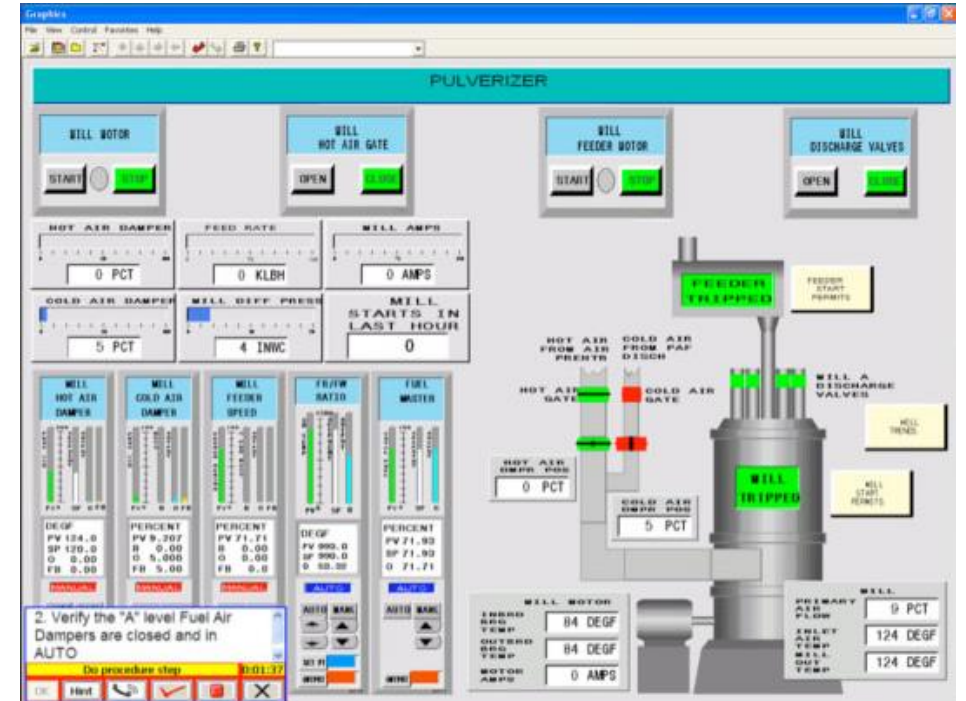 Graphics
File View Control Favorites Help
PULVERIZER
MILL MOTOR
START STOP
MILL
HOT AIR GATE
OPEN CLOSE
MILL
FEEDER MOTOR
START STOP
MILL
DISCHARGE VALVES
OPEN CLOSE
HOT AIR DAMPER
0 PCT
FEED RATE
0 KLBH
MILL AMPS
0 AMPS
COLD AIR DAMPER
5 PCT
MILL DIFF PRESS
4 INWC
MILL
STARTS IN
LAST HOUR
0
FEEDER
TRIPPED
FEEDER
START
PERMITS
HOT AIR
FROM AIR
PREHTR
COLD AIR
FROM PAF
DISCH
HOT AIR
GATE
COLD AIR
GATE
MILL A
DISCHARGE
VALVES
MILL
TRENDS
HOT AIR
DMPR POS
0 PCT
COLD AIR
DMPR POS
5 PCT
MILL
TRIPPED
MILL
START
PERMITS
MILL
HOT AIR
DAMPER
DEGF
PV 124.0
SP 120.0
O 0.00
FB 0.00
MANUAL
MILL
COLD AIR
DAMPER
PERCENT
PV 9.207
B 0.00
O 5.000
FB 5.00
MANUAL
MILL
FEEDER
SPEED
PERCENT
PV 71.71
B 0.00
O 0.00
FB 0.0
MANUAL
RATIO
DEGF
PV 990.0
SP 990.0
O 50.00
AUTO
AUTO MANL
SET PT
FUEL
MASTER
PERCENT
PV 71.93
SP 71.93
O 71.71
AUTO
AUTO MANL
2. Verify the "A" level Fuel Air
Dampers are closed and in
AUTO
Do procedure step 0:01:37
OK Hint
MILL MOTOR
INBRD
BRG
TEMP
84 DEGF
OUTBRD
BRG
TEMP
84 DEGF
MOTOR
AMPS
0 AMPS
MILL
PRIMARY
AIR
FLOW
9 PCT
INLET
AIR
TEMP
124 DEGF
MILL
OUT
TEMP
124 DEGF